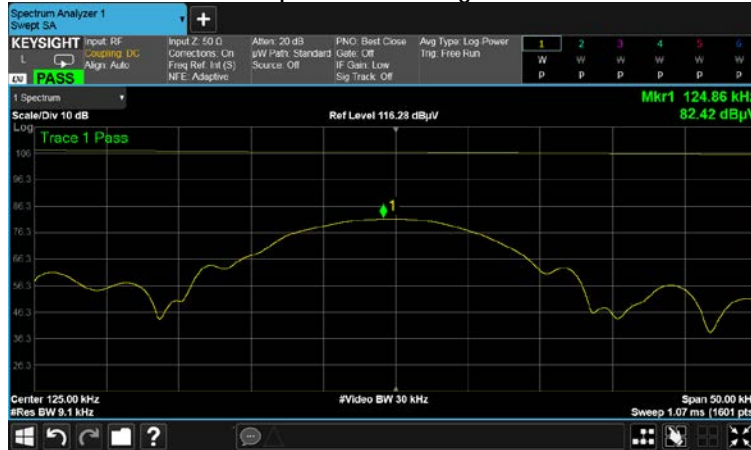 Spectrum Analyzer 1
Swept SA
+
KEYSIGHT Input: RF Input Z: 50 Ω Atten: 20 dB PNO: Best Close Avg Type: Log Power 1 2 3 4 5 6
L Coupling: DC Corrections: On µW Path: Standard Gate: Off Trig: Free Run W W W W W W
Align: Auto Freq Ref: Int (S) Source: Off IF Gain: Low P P P P P P
PASS NFE: Adaptive Sig Track: Off
1 Spectrum
Mkr1 124.86 kHz
Scale/Div 10 dB Ref Level 116.28 dBµV 82.42 dBµV
Log
Trace 1 Pass
106
96.3
86.3
1
76.3
66.3
56.3
46.3
36.3
26.3
Center 125.00 kHz #Video BW 30 kHz Span 50.00 kH
#Res BW 9.1 kHz Sweep 1.07 ms (1601 pts
?